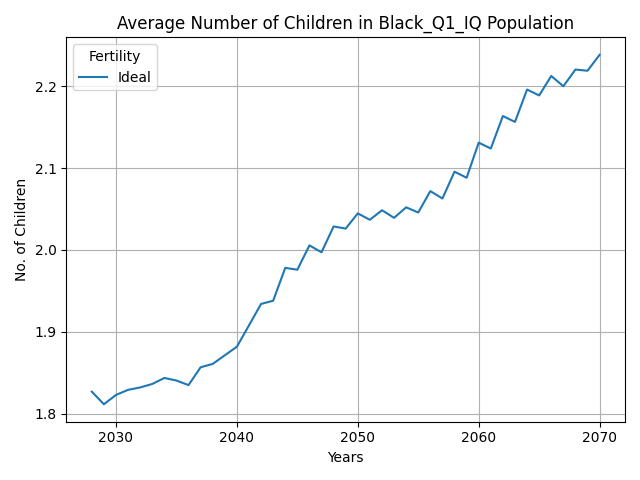 Average Number of Children in Black_Q1_IQ Population
Fertility
Ideal
No. of Children
2.2
2.1
2.0
1.9
1.8
2030 2040 2050 2060 2070
Years